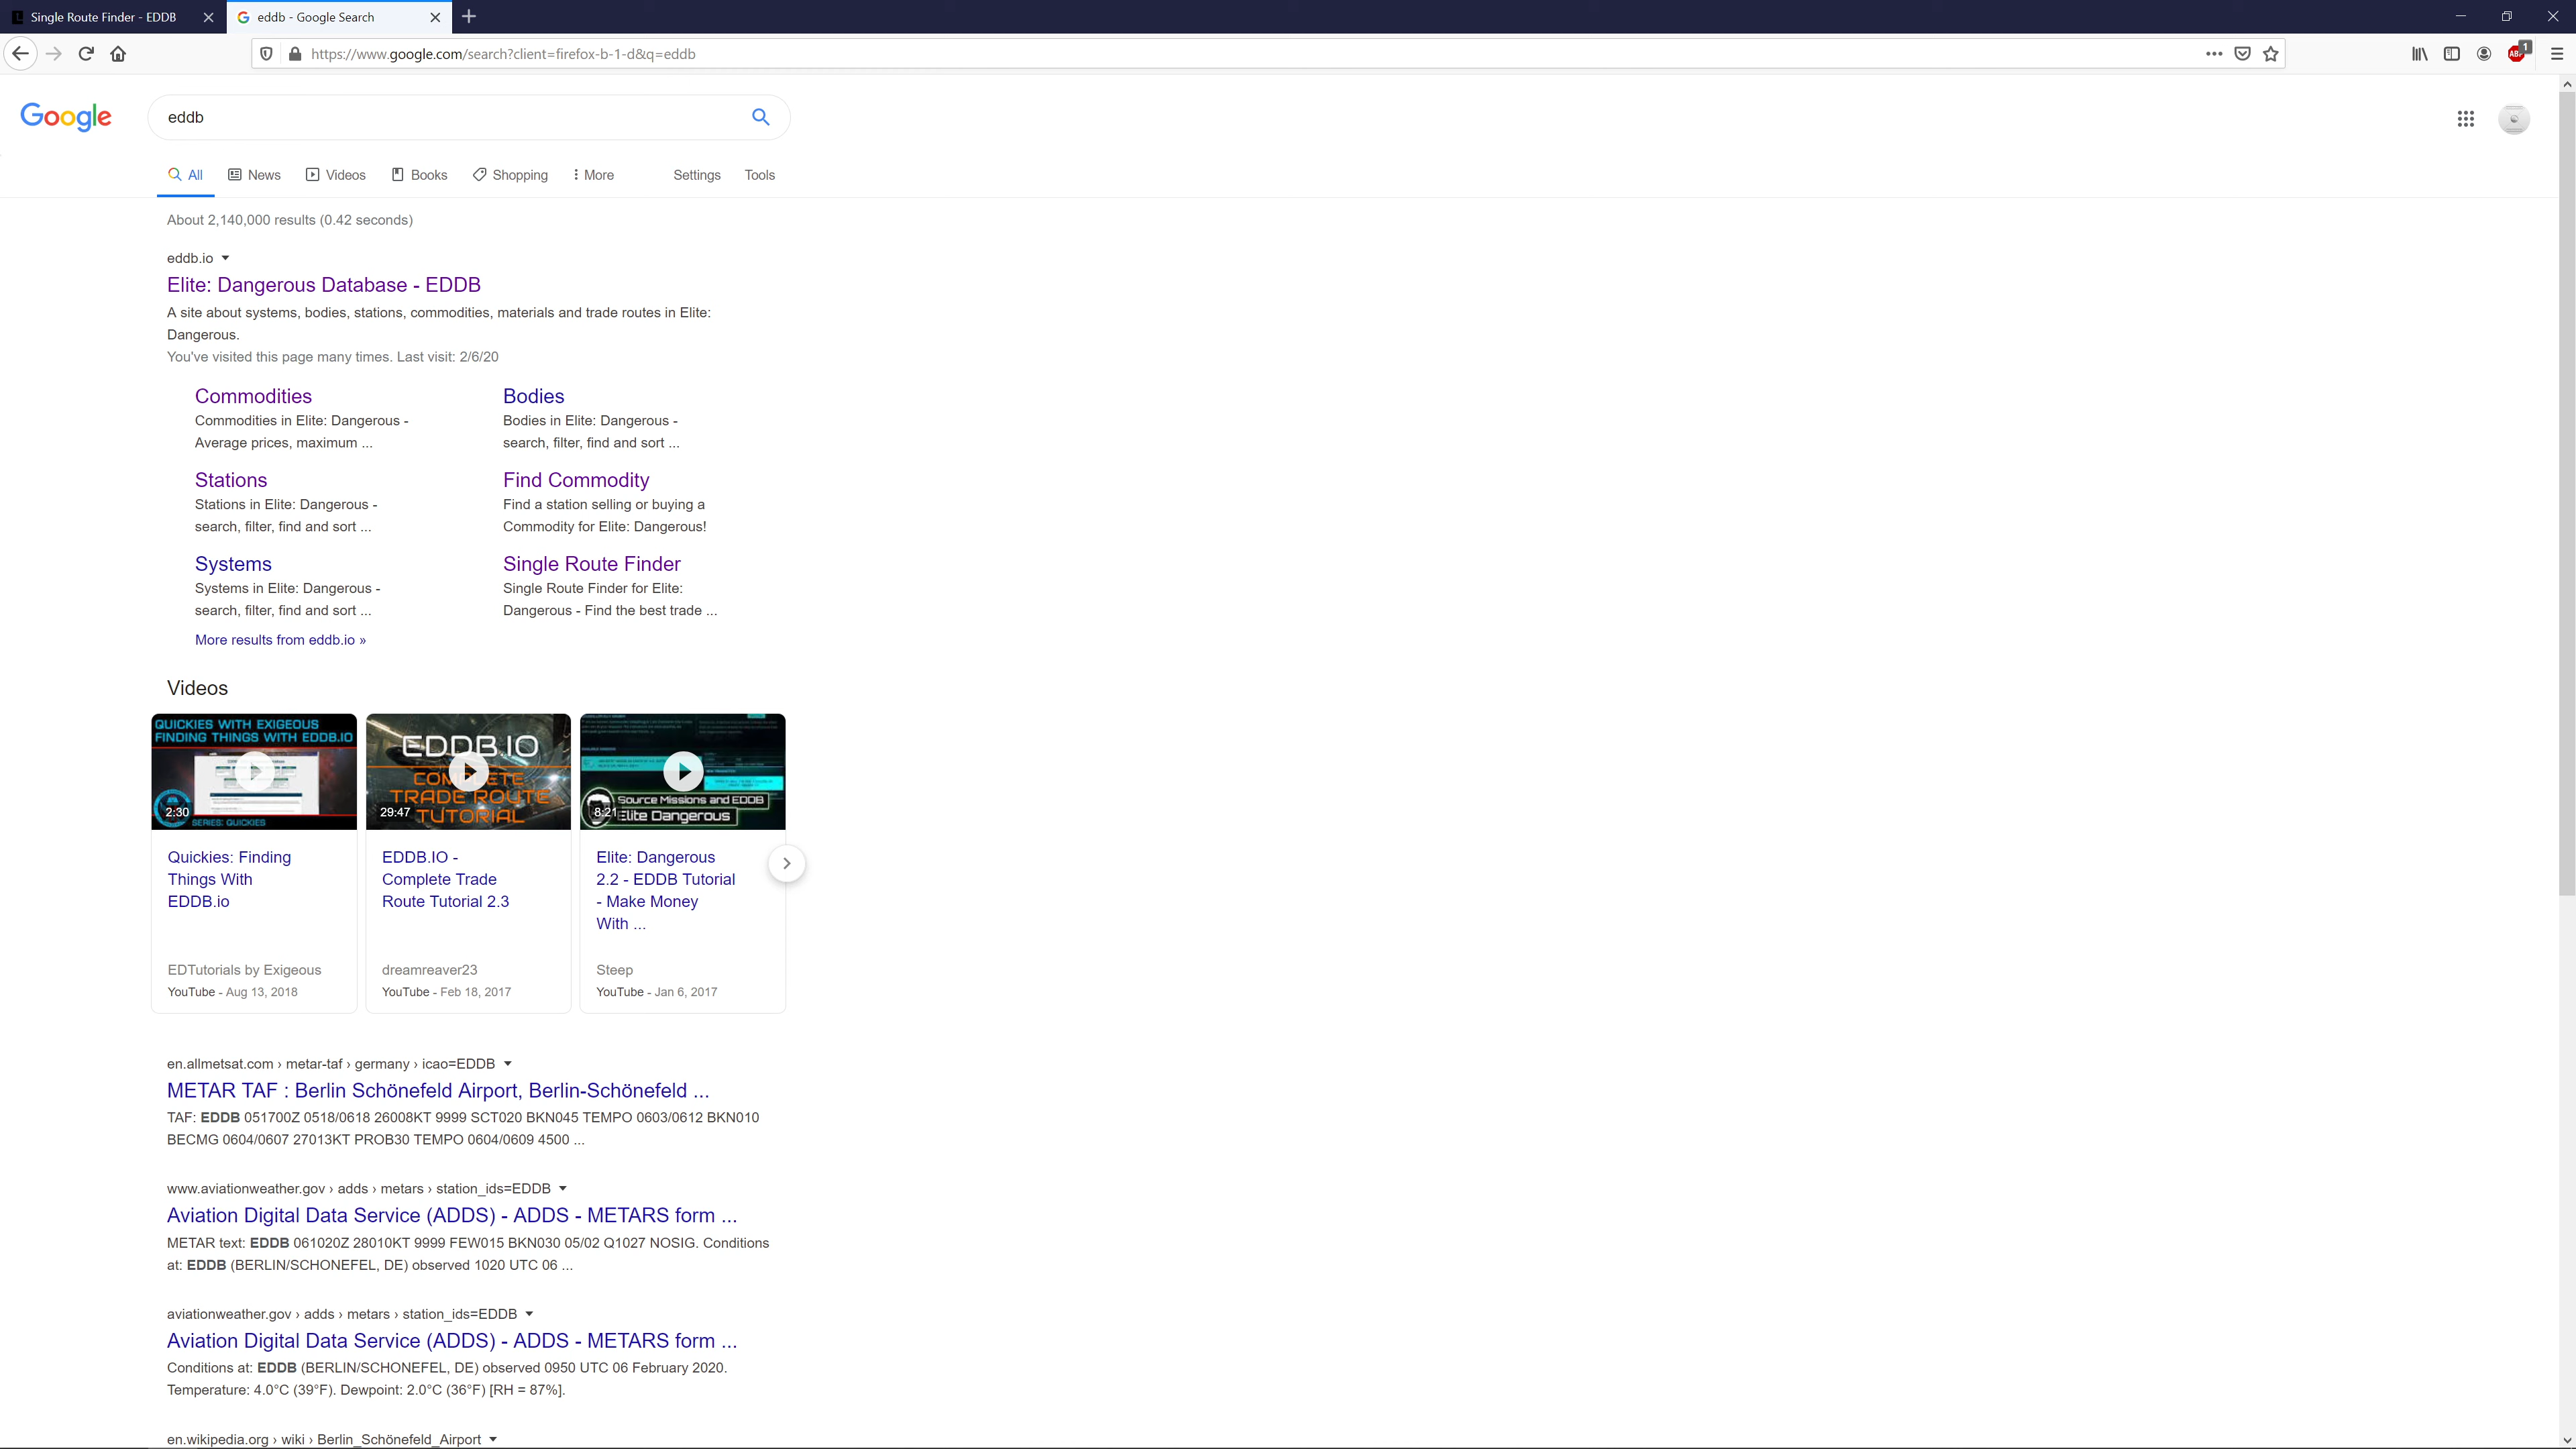 Single Route Finder - EDDB
eddb - Google Search
https://www.google.com/search?client=firefox-b-1-d&q=eddb
ABP
1
Google
eddb
All News Videos Books Shopping More Settings Tools
About 2,140,000 results (0.42 seconds)
eddb.io
Elite: Dangerous Database - EDDB
A site about systems, bodies, stations, commodities, materials and trade routes in Elite:
Dangerous.
You've visited this page many times. Last visit: 2/6/20
Commodities
Commodities in Elite: Dangerous -
Average prices, maximum ...
Bodies
Bodies in Elite: Dangerous -
search, filter, find and sort ...
Stations
Stations in Elite: Dangerous -
search, filter, find and sort ...
Find Commodity
Find a station selling or buying a
Commodity for Elite: Dangerous!
Systems
Systems in Elite: Dangerous -
search, filter, find and sort ...
Single Route Finder
Single Route Finder for Elite:
Dangerous - Find the best trade ...
More results from eddb.io »
Videos
QUICKIES WITH EXIGEOUS
FINDING THINGS WITH EDDB.IO
2:30
SERIES: QUICKIES
Quickies: Finding
Things With
EDDB.io
EDTutorials by Exigeous
YouTube - Aug 13, 2018
EDDB.IO
COMPLETE
TRADE ROUTE
TUTORIAL
29:47
EDDB.IO -
Complete Trade
Route Tutorial 2.3
dreamreaver23
YouTube - Feb 18, 2017
Source Missions and EDDB
8:21
Elite Dangerous
Elite: Dangerous
2.2 - EDDB Tutorial
- Make Money
With ...
Steep
YouTube - Jan 6, 2017
en.allmetsat.com › metar-taf › germany › icao=EDDB
METAR TAF : Berlin Schönefeld Airport, Berlin-Schönefeld ...
TAF: EDDB 051700Z 0518/0618 26008KT 9999 SCT020 BKN045 TEMPO 0603/0612 BKN010
BECMG 0604/0607 27013KT PROB30 TEMPO 0604/0609 4500 ...
www.aviationweather.gov › adds › metars › station_ids=EDDB
Aviation Digital Data Service (ADDS) - ADDS - METARS form ...
METAR text: EDDB 061020Z 28010KT 9999 FEW015 BKN030 05/02 Q1027 NOSIG. Conditions
at: EDDB (BERLIN/SCHONEFEL, DE) observed 1020 UTC 06 ...
aviationweather.gov › adds › metars › station_ids=EDDB
Aviation Digital Data Service (ADDS) - ADDS - METARS form ...
Conditions at: EDDB (BERLIN/SCHONEFEL, DE) observed 0950 UTC 06 February 2020.
Temperature: 4.0°C (39°F). Dewpoint: 2.0°C (36°F) [RH = 87%].
en.wikipedia.org › wiki › Berlin_Schönefeld_Airport